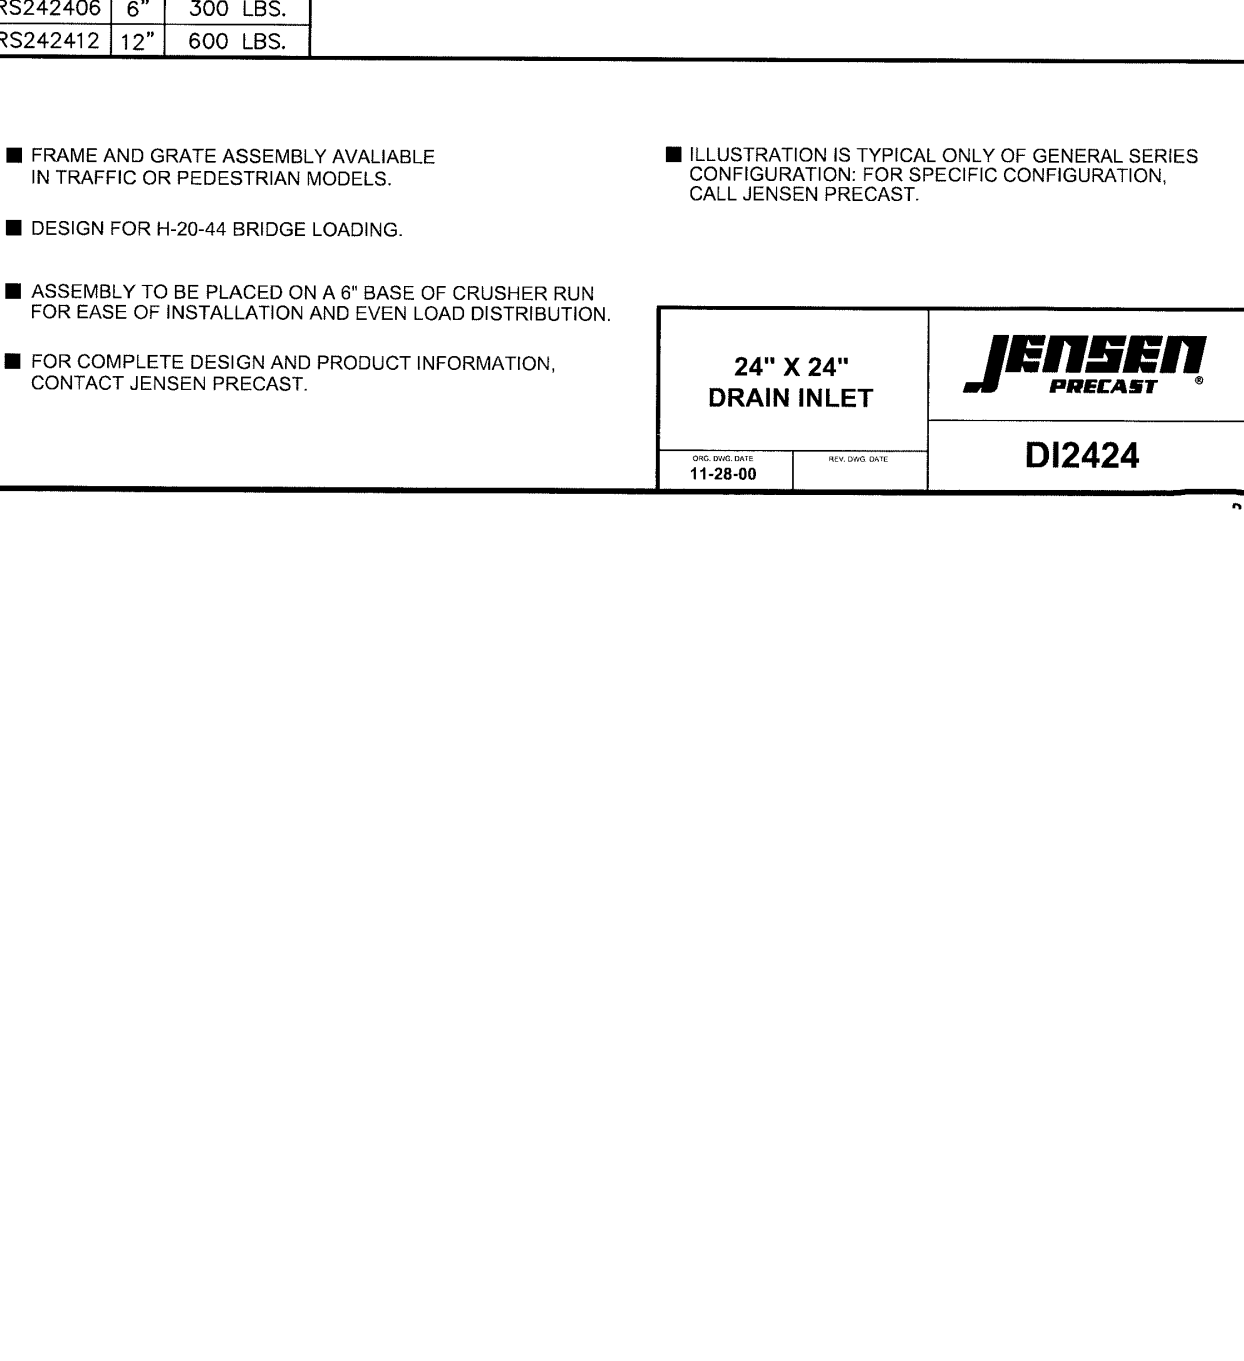 RS242406 6" 300 LBS.
RS242412 12" 600 LBS.
■ FRAME AND GRATE ASSEMBLY AVALIABLE
IN TRAFFIC OR PEDESTRIAN MODELS.
■ DESIGN FOR H-20-44 BRIDGE LOADING.
■ ASSEMBLY TO BE PLACED ON A 6" BASE OF CRUSHER RUN
FOR EASE OF INSTALLATION AND EVEN LOAD DISTRIBUTION.
■ FOR COMPLETE DESIGN AND PRODUCT INFORMATION,
CONTACT JENSEN PRECAST.
■ ILLUSTRATION IS TYPICAL ONLY OF GENERAL SERIES
CONFIGURATION: FOR SPECIFIC CONFIGURATION,
CALL JENSEN PRECAST.
24" X 24"
DRAIN INLET
ORG. DWG. DATE
11-28-00
REV. DWG. DATE
JENSEN
PRECAST ®
DI2424